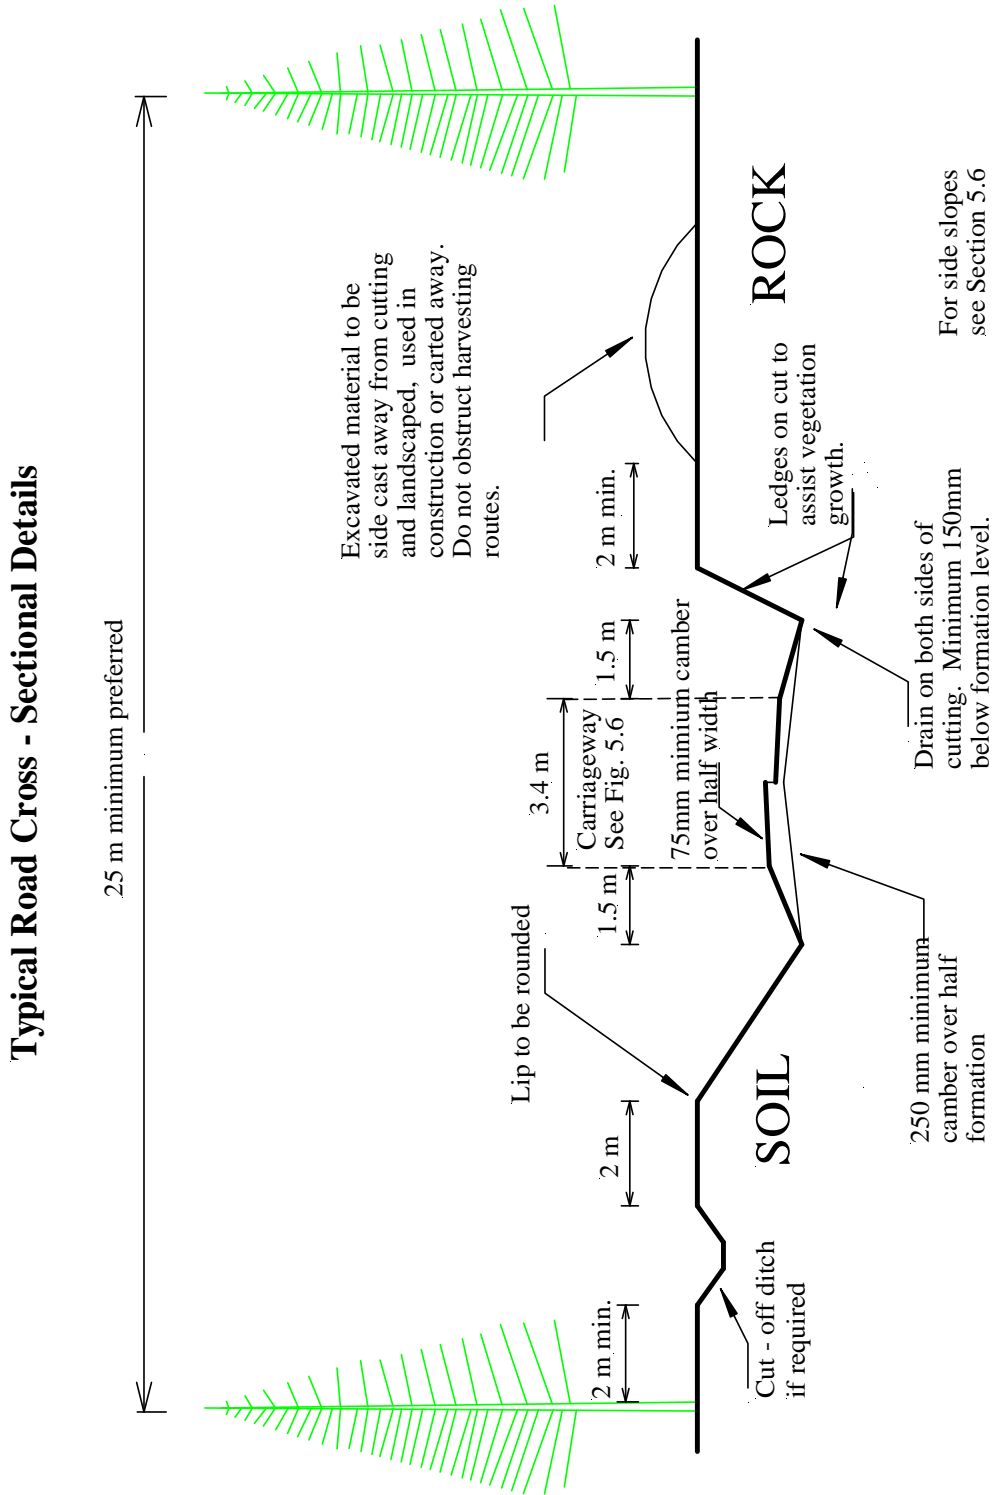 Typical Road Cross - Sectional Details
25 m minimum preferred
Excavated material to be
side cast away from cutting
and landscaped, used in
construction or carted away.
Do not obstruct harvesting
routes.
Lip to be rounded
3.4 m
Carriageway
See Fig. 5.6
2 m min.
2 m
1.5 m
1.5 m
2 m min.
75mm minium camber
over half width
SOIL
ROCK
Cut - off ditch
if required
Ledges on cut to
assist vegetation
growth.
250 mm minimum
camber over half
formation
Drain on both sides of
cutting. Minimum 150mm
below formation level.
For side slopes
see Section 5.6